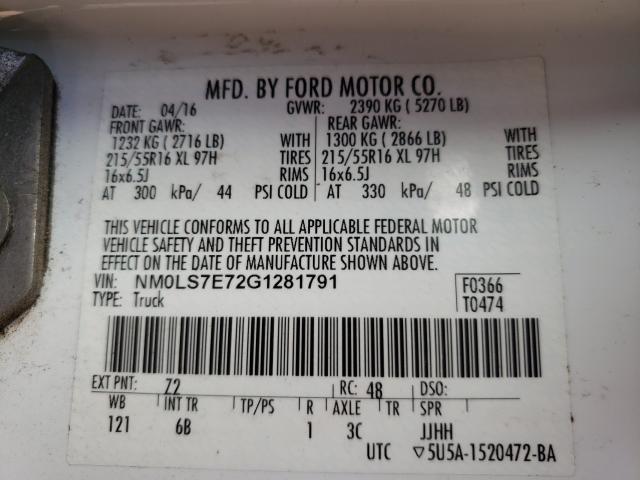 MFD. BY FORD MOTOR CO.
DATE: 04/16 GVWR: 2390 KG ( 5270 LB)
FRONT GAWR: REAR GAWR:
1232 KG ( 2716 LB) WITH 1300 KG ( 2866 LB) WITH
215/55R16 XL 97H TIRES 215/55R16 XL 97H TIRES
16x6.5J RIMS 16x6.5J RIMS
AT 300 kPa/ 44 PSI COLD AT 330 kPa/ 48 PSI COLD
THIS VEHICLE CONFORMS TO ALL APPLICABLE FEDERAL MOTOR
VEHICLE SAFETY AND THEFT PREVENTION STANDARDS IN
EFFECT ON THE DATE OF MANUFACTURE SHOWN ABOVE.
VIN: NM0LS7E72G1281791 F0366
TYPE: Truck T0474
EXT PNT: Z2 RC: 48 DSO:
WB INT TR TP/PS R AXLE TR SPR
121 6B 1 3C JJHH
UTC ▽5U5A-1520472-BA